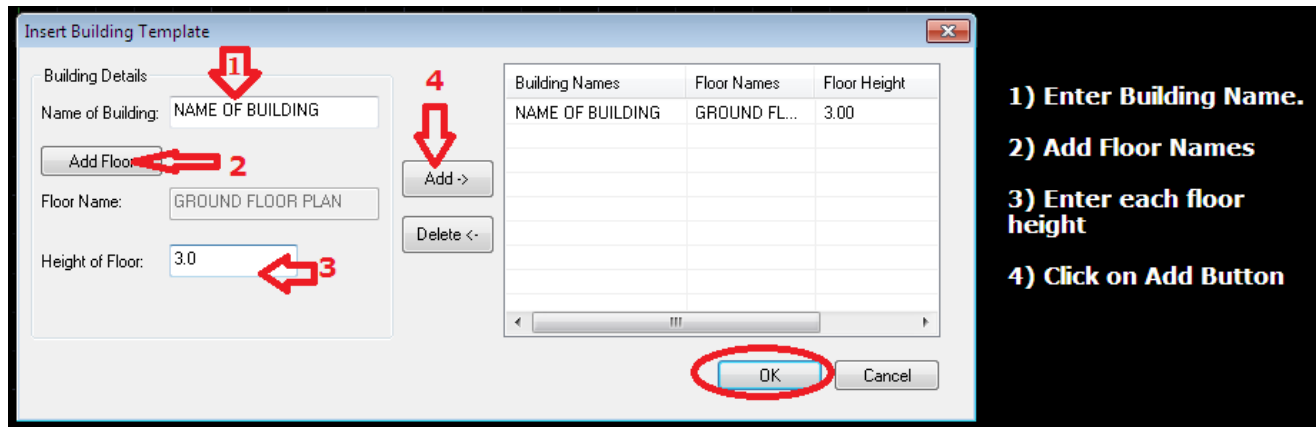 Insert Building Template
Building Details
1
Name of Building: NAME OF BUILDING
Add Floor
2
Floor Name: GROUND FLOOR PLAN
Height of Floor: 3.0
3
4
Add ->
Delete <-
Building Names Floor Names Floor Height
NAME OF BUILDING GROUND FL... 3.00
OK Cancel
1) Enter Building Name.
2) Add Floor Names
3) Enter each floor
height
4) Click on Add Button